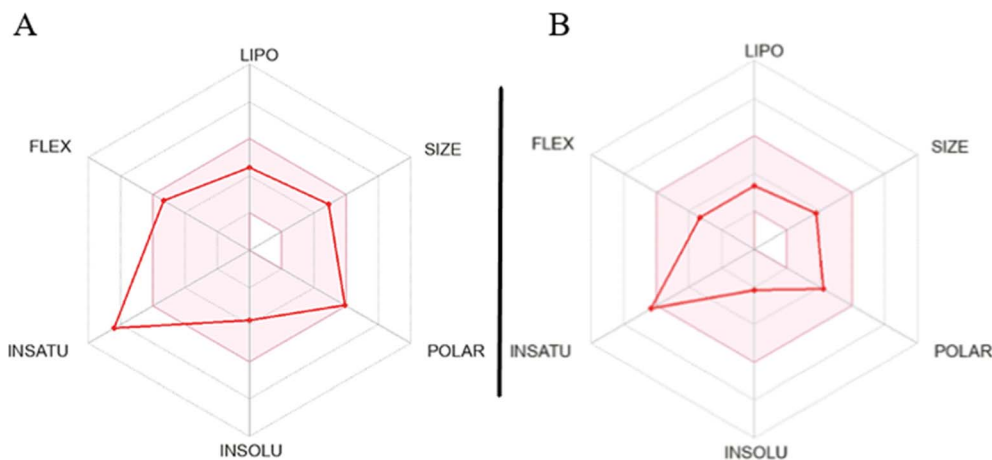 A
LIPO
FLEX
SIZE
INSATU
POLAR
INSOLU
B
LIPO
FLEX
SIZE
INSATU
POLAR
INSOLU